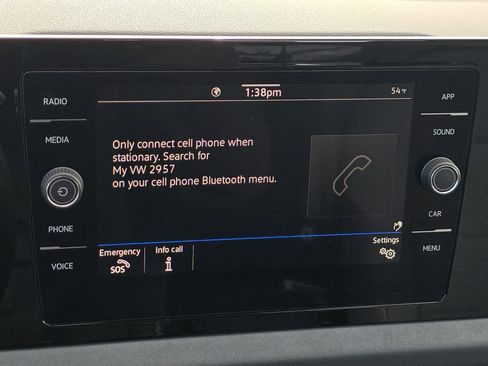 1:38pm
54°F
RADIO
APP
MEDIA
SOUND
Only connect cell phone when
stationary. Search for
My VW 2957
on your cell phone Bluetooth menu.
PHONE
CAR
VOICE
MENU
Emergency
SOS
Info call
i
Settings